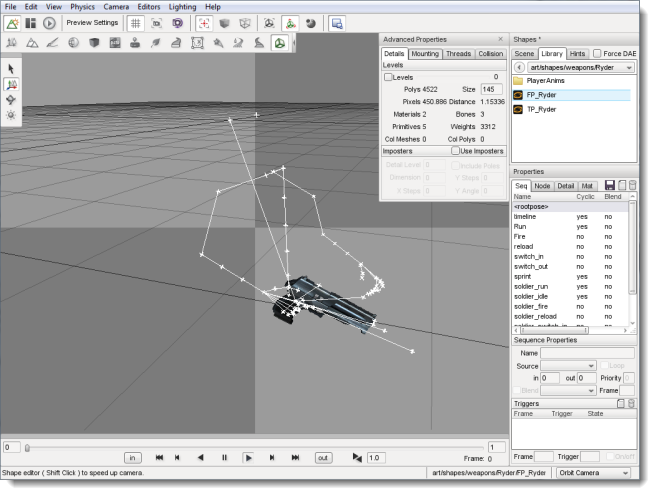 File Edit View Physics Camera Editors Lighting Help
Preview Settings
Advanced Properties
Details Mounting Threads Collision
Levels
Levels 0
Polys 4522 Size 145
Pixels 450.886 Distance 1.15336
Materials 2 Bones 3
Primitives 5 Weights 3312
Col Meshes 0 Col Polys 0
Imposters Use Imposters
Detail Level 0 Include Poles
Dimension 0 Y Steps 0
X Steps 0 Y Angle 0
Shapes *
Scene Library Hints Force DAE
art/shapes/weapons/Ryder
PlayerAnims
FP_Ryder
TP_Ryder
Properties
Seq Node Detail Mat
Name Cyclic Blend
<rootpose>
timeline yes no
Run yes no
Fire no no
reload no no
switch_in no no
switch_out no no
sprint yes no
soldier_run yes no
soldier_idle yes no
soldier_fire no no
soldier_reload no no
soldier_switch_in no no
Sequence Properties
Name
Source Loop
in 0 out 0 Priority 0
Blend Frame
Triggers
Frame Trigger State
Frame Trigger On/off
0 1
in out 1.0 Frame: 0
Shape editor ( Shift Click ) to speed up camera.
art/shapes/weapons/Ryder/FP_Ryder Orbit Camera